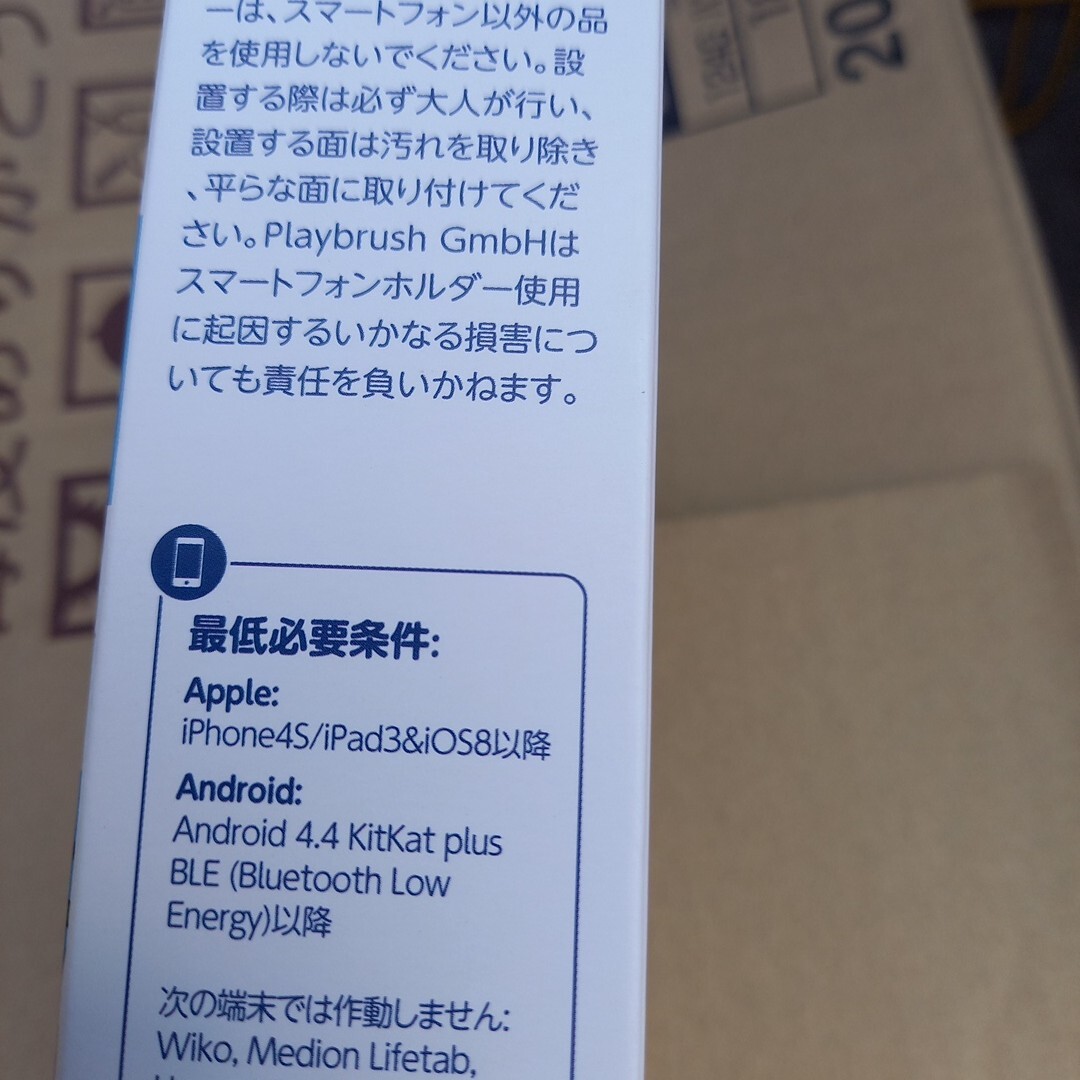 ーは、スマートフォン以外の品
を使用しないでください。設
置する際は必ず大人が行い、
設置する面は汚れを取り除き
、平らな面に取り付けてくだ
さい。Playbrush GmbHは
スマートフォンホルダー使用
に起因するいかなる損害につ
いても責任を負いかねます。
最低必要条件:
Apple:
iPhone4S/iPad3&iOS8以降
Android:
Android 4.4 KitKat plus
BLE (Bluetooth Low
Energy)以降
次の端末では作動しません:
Wiko, Medion Lifetab,
20